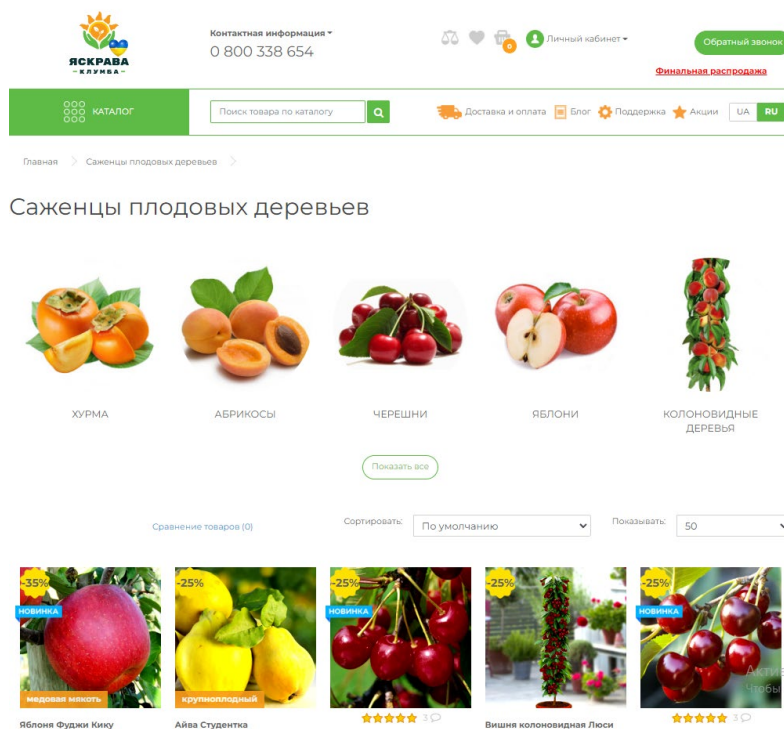 ЯСКРАВА
КЛУМБА
Контактная информация
0 800 338 654
0
Личный кабинет
Обратный звонок
Финальная распродажа
КАТАЛОГ
Поиск товара по каталогу
Доставка и оплата
Блог
Поддержка
Акции
UA
RU
Главная
Саженцы плодовых деревьев
Саженцы плодовых деревьев
ХУРМА
АБРИКОСЫ
ЧЕРЕШНИ
ЯБЛОНИ
КОЛОНОВИДНЫЕ
ДЕРЕВЬЯ
Показать все
Сравнение товаров (0)
Сортировать:
По умолчанию
Показывать:
50
-35%
-25%
-25%
-25%
-25%
НОВИНКА
НОВИНКА
НОВИНКА
медовая мякоть
крупноплодный
Чтобы
3
3
Яблоня Фуджи Кику
Айва Студентка
Вишня колоновидная Люси